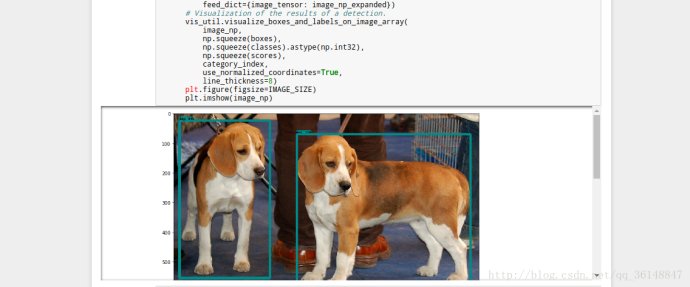 feed_dict={image_tensor: image_np_expanded})
# Visualization of the results of a detection.
vis_util.visualize_boxes_and_labels_on_image_array(
image_np,
np.squeeze(boxes),
np.squeeze(classes).astype(np.int32),
np.squeeze(scores),
category_index,
use_normalized_coordinates=True,
line_thickness=8)
plt.figure(figsize=IMAGE_SIZE)
plt.imshow(image_np)
0
100
200
300
400
500
http://blog.csdn.net/qq_36148847